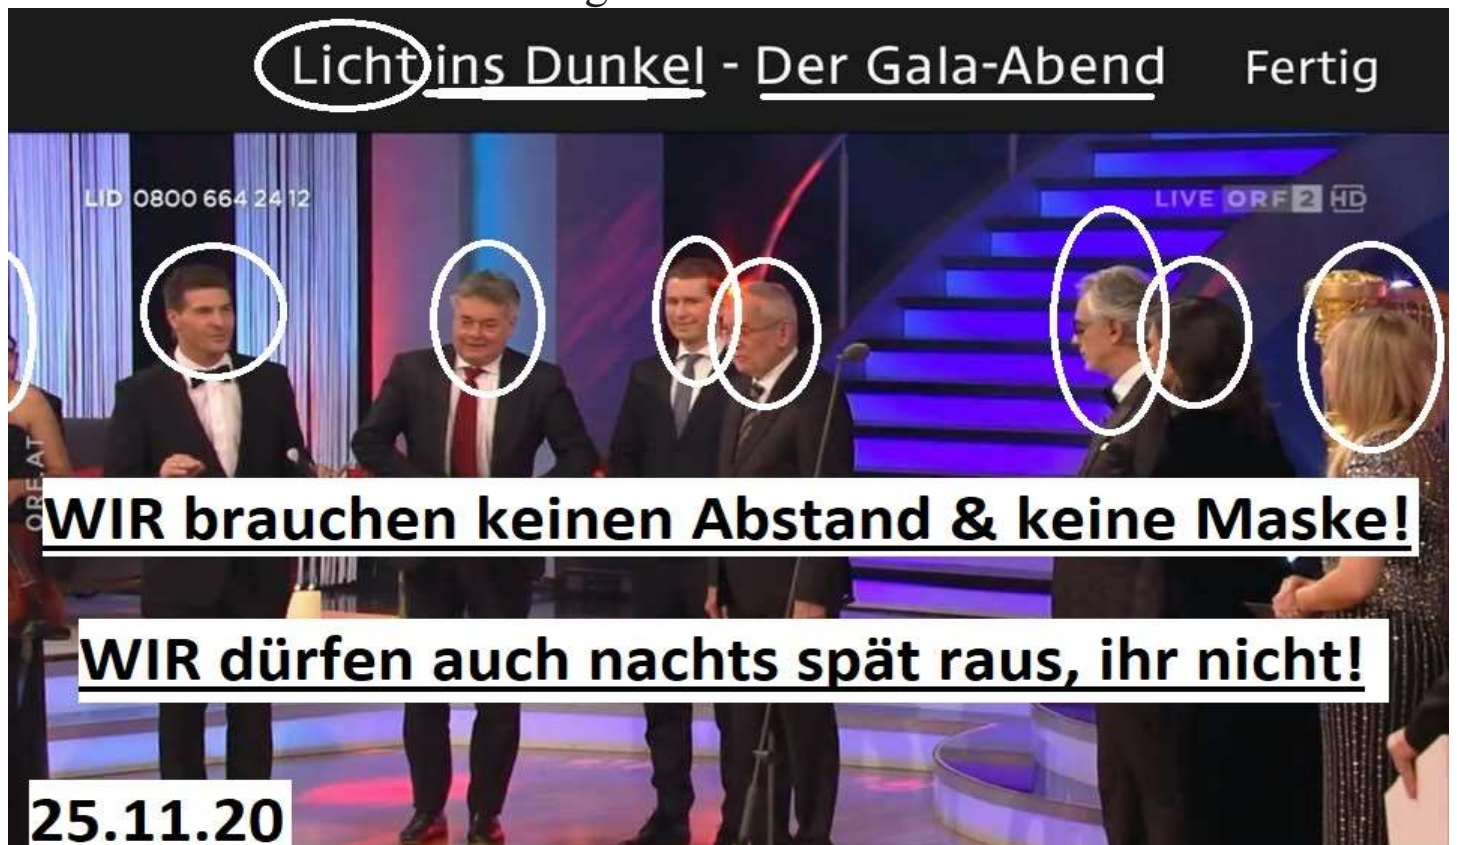 Licht ins Dunkel - Der Gala-Abend Fertig
LID 0800 664 24 12
LIVE ORF 2 HD
ORF.AT
WIR brauchen keinen Abstand & keine Maske!
WIR dürfen auch nachts spät raus, ihr nicht!
25.11.20